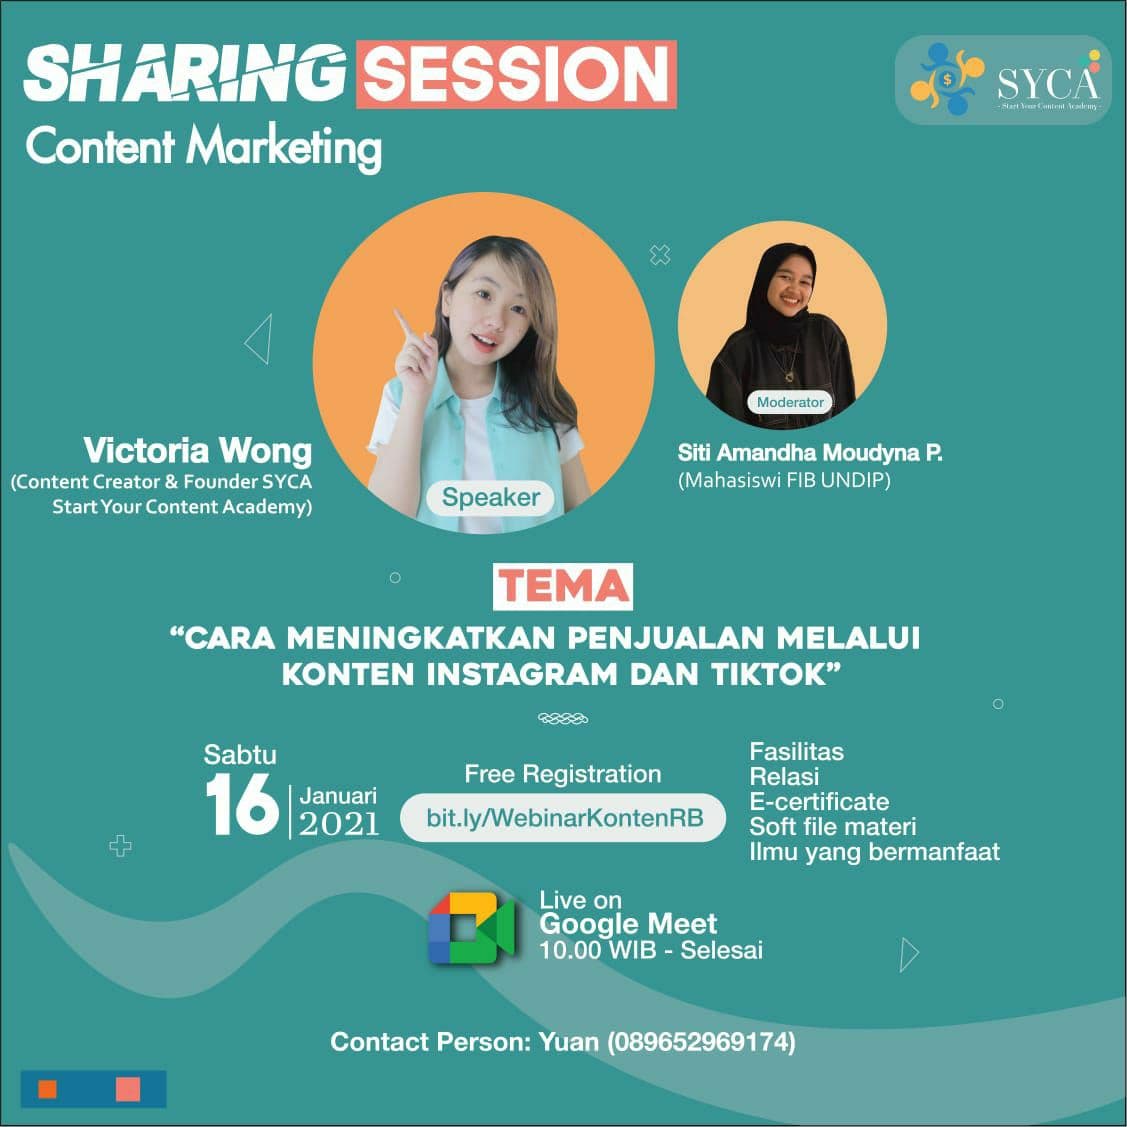 SHARING SESSION
Content Marketing
$
SYCA
- Start Your Content Academy -
Victoria Wong
(Content Creator & Founder SYCA
Start Your Content Academy)
Speaker
Moderator
Siti Amandha Moudyna P.
(Mahasiswi FIB UNDIP)
TEMA
“CARA MENINGKATKAN PENJUALAN MELALUI
KONTEN INSTAGRAM DAN TIKTOK”
Sabtu
16
Januari
2021
Free Registration
bit.ly/WebinarKontenRB
Fasilitas
Relasi
E-certificate
Soft file materi
Ilmu yang bermanfaat
Live on
Google Meet
10.00 WIB - Selesai
Contact Person: Yuan (089652969174)